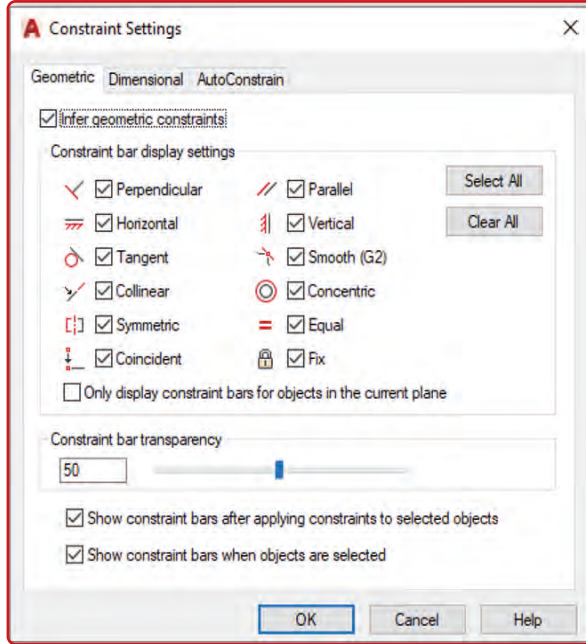 Constraint Settings
Geometric Dimensional AutoConstrain
Infer geometric constraints
Constraint bar display settings
Perpendicular Parallel Select All
Horizontal Vertical Clear All
Tangent Smooth (G2)
Collinear Concentric
Symmetric Equal
Coincident Fix
Only display constraint bars for objects in the current plane
Constraint bar transparency
50
Show constraint bars after applying constraints to selected objects
Show constraint bars when objects are selected
OK Cancel Help